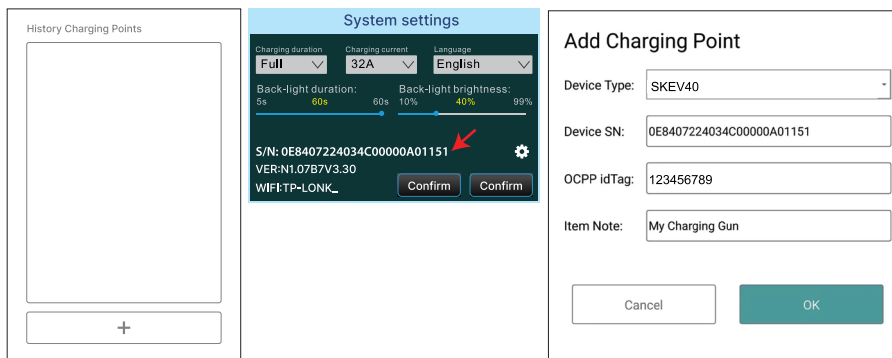 History Charging Points
+
System settings
Charging duration Charging current Language
Full 32A English
Back-light duration: Back-light brightness:
5s 60s 60s 10% 40% 99%
S/N: 0E8407224034C00000A01151
VER:N1.07B7V3.30
WIFI:TP-LONK_ Confirm Confirm
Add Charging Point
Device Type: SKEV40
Device SN: 0E8407224034C00000A01151
OCPP idTag: 123456789
Item Note: My Charging Gun
Cancel OK